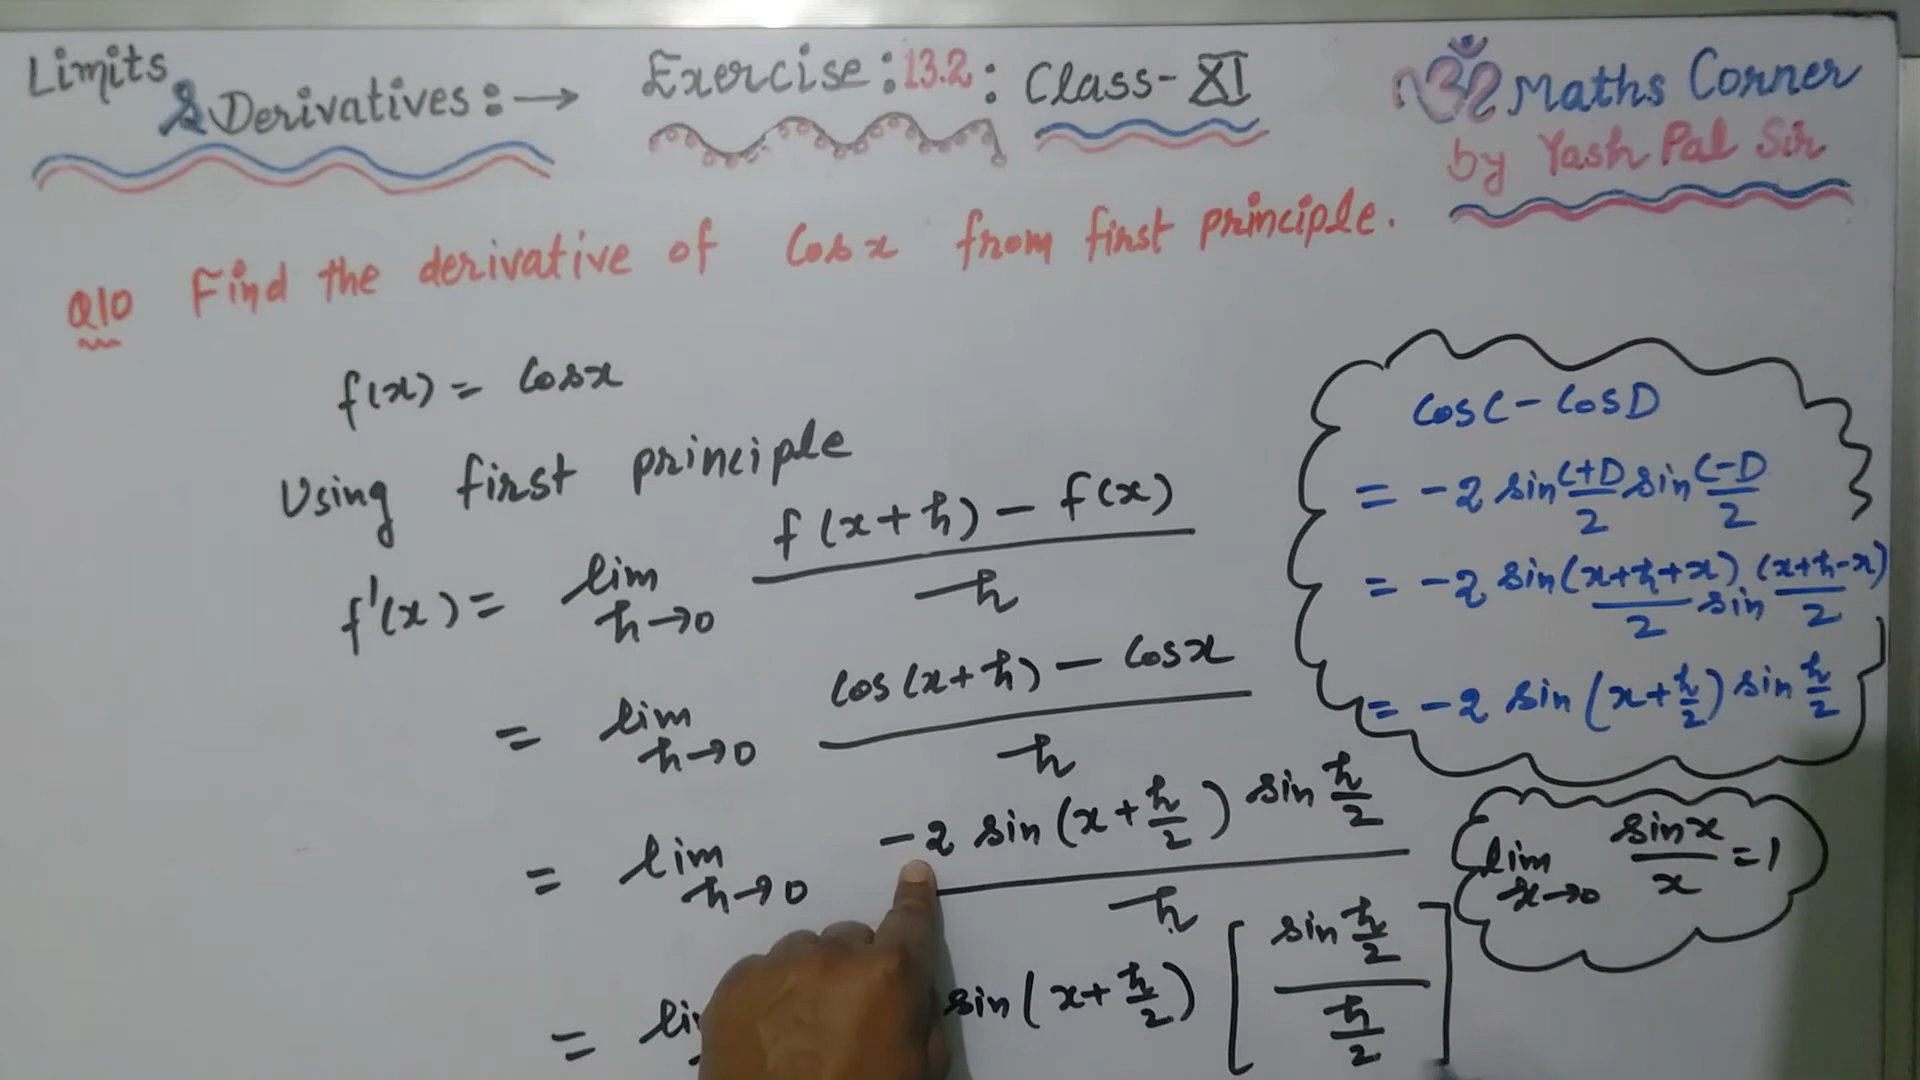 Limits & Derivatives :→ Exercise : 13.2 : Class - XI
ॐ Maths Corner
by Yash Pal Sir
Q10 Find the derivative of Cos x from first principle.
f(x) = Cos x
Using first principle
f'(x) = lim h→0 f(x+h) - f(x) / h
= lim h→0 cos(x+h) - Cos x / h
= lim h→0 -2 sin(x+h/2) sin h/2 / h
= li sin(x+h/2) [sin h/2 / h/2]
Cos C - Cos D
= -2 sin C+D/2 sin C-D/2
= -2 sin (x+h+x)/2 . sin (x+h-x)/2
= -2 sin (x+h/2) sin h/2
lim x→0 sin x / x = 1